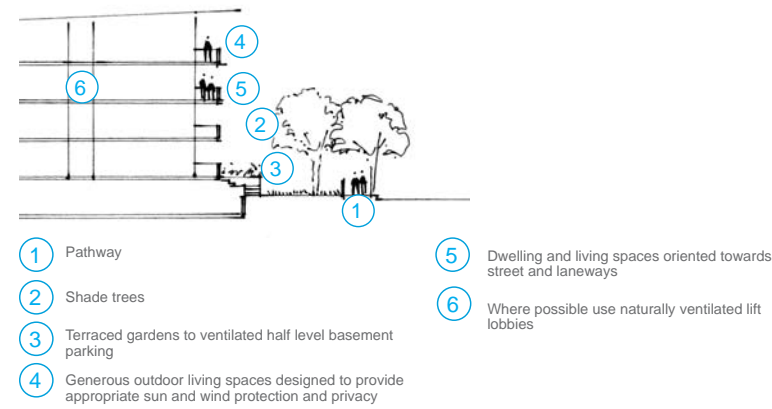 4
6
5
2
3
1
1 Pathway
2 Shade trees
3 Terraced gardens to ventilated half level basement
parking
4 Generous outdoor living spaces designed to provide
appropriate sun and wind protection and privacy
5 Dwelling and living spaces oriented towards
street and laneways
6 Where possible use naturally ventilated lift
lobbies